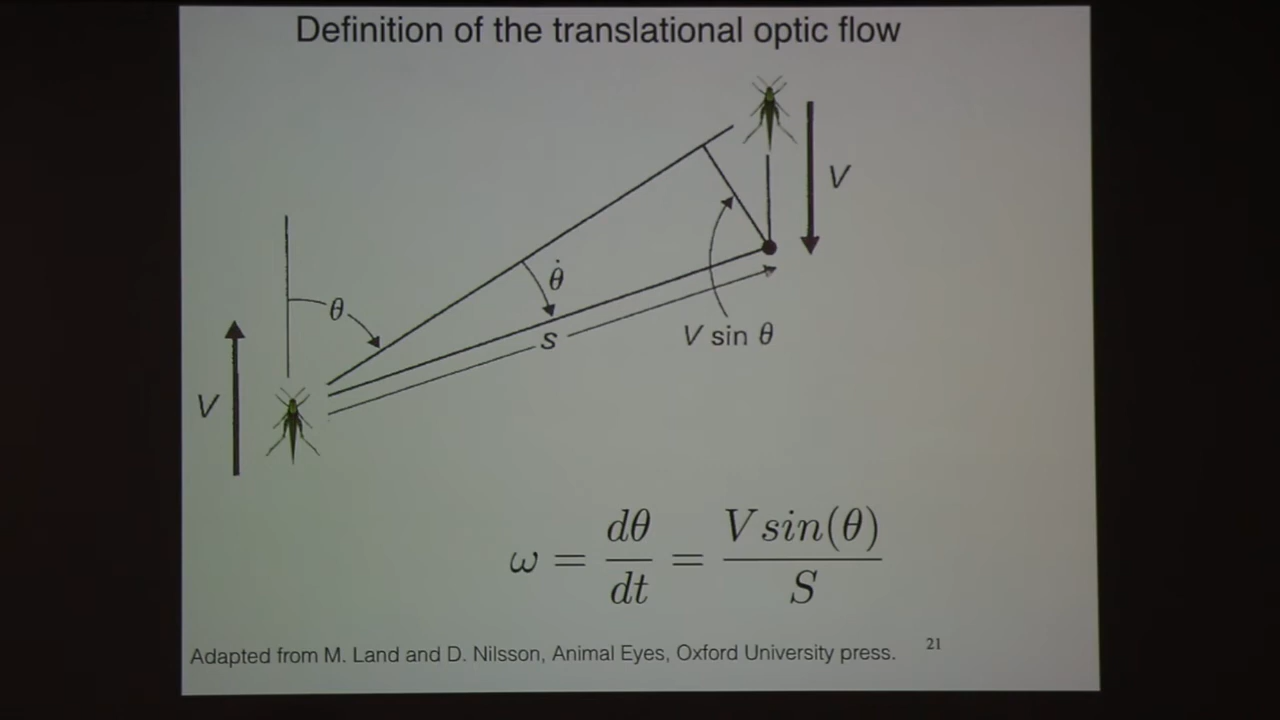 Definition of the translational optic flow
V
θ
θ̇
S
V sin θ
V
ω = dθ/dt = V sin(θ)/S
Adapted from M. Land and D. Nilsson, Animal Eyes, Oxford University press.
21